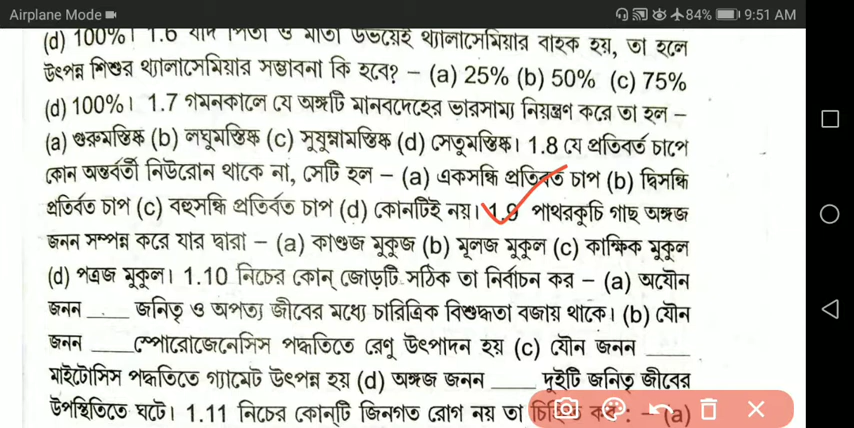 Airplane Mode 84% 9:51 AM
(d) 100%। 1.6 যদি পিতা ও মাতা উভয়েই থ্যালাসেমিয়ার বাহক হয়, তা হলে
উৎপন্ন শিশুর থ্যালাসেমিয়ার সম্ভাবনা কি হবে? – (a) 25% (b) 50% (c) 75%
(d) 100%। 1.7 গমনকালে যে অঙ্গটি মানবদেহের ভারসাম্য নিয়ন্ত্রণ করে তা হল –
(a) গুরুমস্তিষ্ক (b) লঘুমস্তিষ্ক (c) সুষুম্নামস্তিষ্ক (d) সেতুমস্তিষ্ক। 1.8 যে প্রতিবর্ত চাপে
কোন অন্তর্বর্তী নিউরোন থাকে না, সেটি হল – (a) একসন্ধি প্রতিবর্ত চাপ (b) দ্বিসন্ধি
প্রতির্বত চাপ (c) বহুসন্ধি প্রতির্বত চাপ (d) কোনটিই নয়। 1.9 পাথরকুচি গাছ অঙ্গজ
জনন সম্পন্ন করে যার দ্বারা – (a) কাণ্ডজ মুকুজ (b) মূলজ মুকুল (c) কাক্ষিক মুকুল
(d) পত্রজ মুকুল। 1.10 নিচের কোন্ জোড়টি সঠিক তা নির্বাচন কর – (a) অযৌন
জনন ____ জনিতৃ ও অপত্য জীবের মধ্যে চারিত্রিক বিশুদ্ধতা বজায় থাকে। (b) যৌন
জনন ____ স্পোরোজেনেসিস পদ্ধতিতে রেণু উৎপাদন হয় (c) যৌন জনন ____
মাইটোসিস পদ্ধতিতে গ্যামেট উৎপন্ন হয় (d) অঙ্গজ জনন ____ দুইটি জনিতৃ জীবের
উপস্থিতিতে ঘটে। 1.11 নিচের কোন্‌টি জিনগত রোগ নয় তা চিহ্নিত কর : – (a)